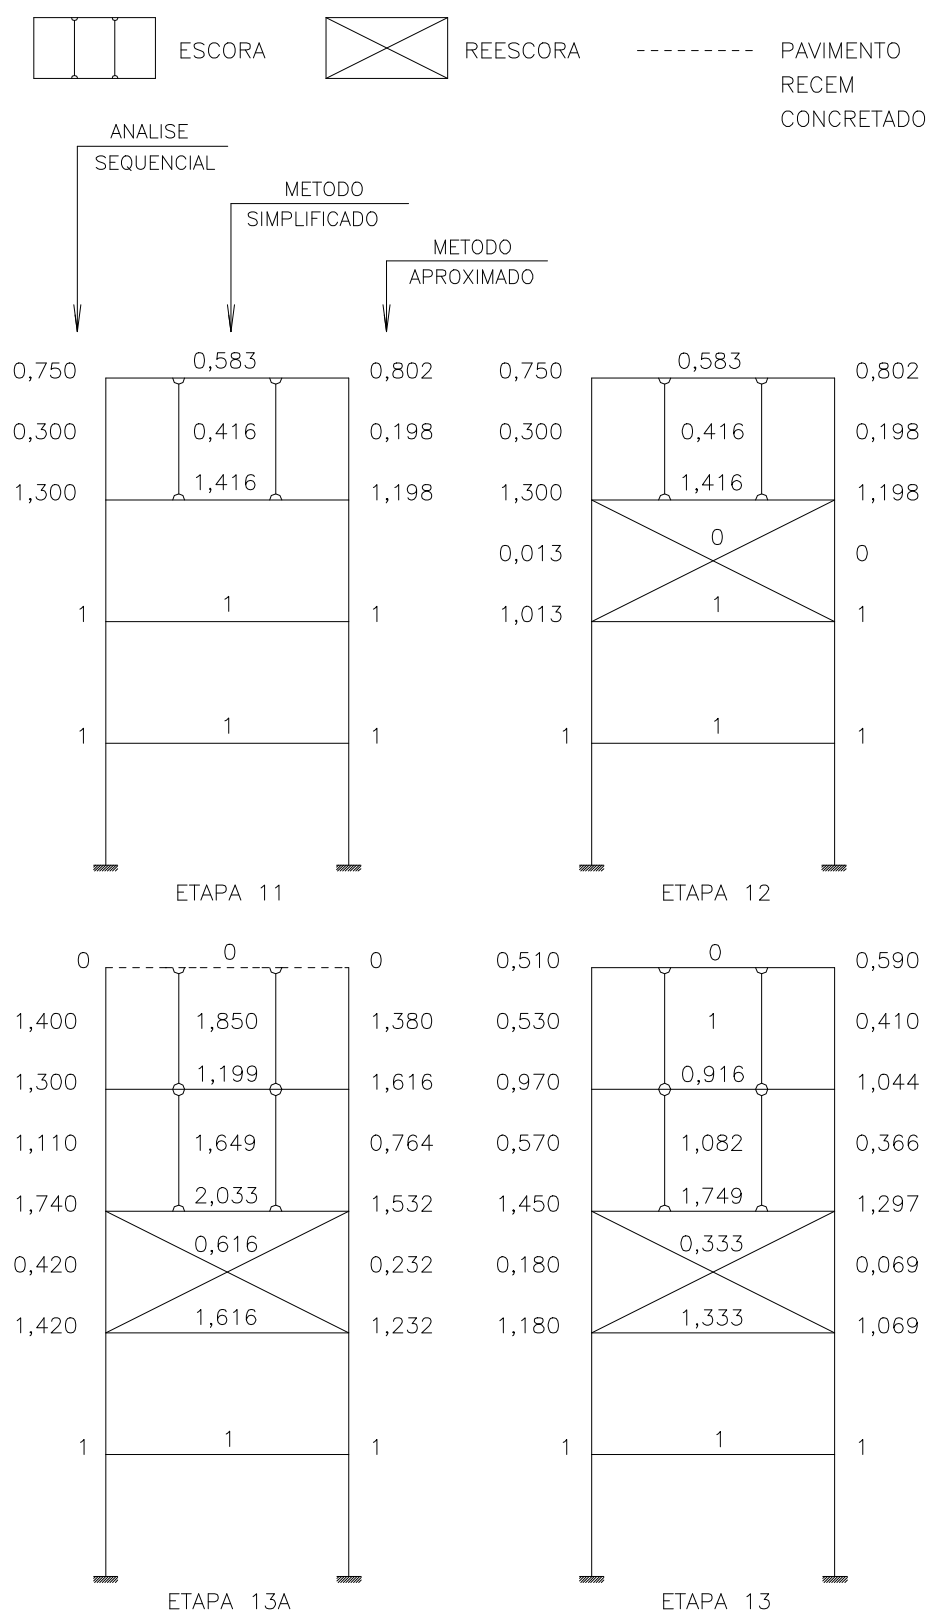 ESCORA
REESCORA
PAVIMENTO
RECEM
CONCRETADO
ANALISE
SEQUENCIAL
METODO
SIMPLIFICADO
METODO
APROXIMADO
0,750 0,583 0,802
0,300 0,416 0,198
1,300 1,416 1,198
1 1 1
1 1 1
ETAPA 11
0,750 0,583 0,802
0,300 0,416 0,198
1,300 1,416 1,198
0,013 0 0
1,013 1 1
1 1 1
ETAPA 12
0 0 0
1,400 1,850 1,380
1,300 1,199 1,616
1,110 1,649 0,764
1,740 2,033 1,532
0,420 0,616 0,232
1,420 1,616 1,232
1 1 1
ETAPA 13A
0,510 0 0,590
0,530 1 0,410
0,970 0,916 1,044
0,570 1,082 0,366
1,450 1,749 1,297
0,180 0,333 0,069
1,180 1,333 1,069
1 1 1
ETAPA 13